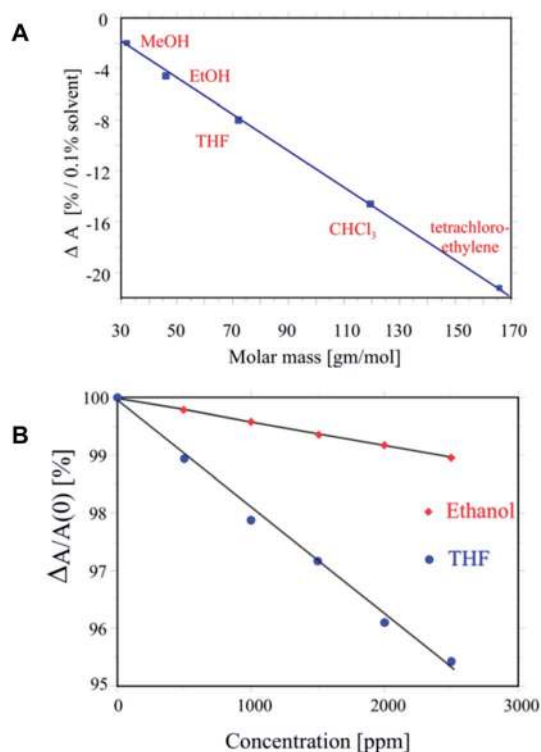 A
0
-4
-8
-14
-16
-20
Δ A [% / 0.1% solvent]
MeOH
EtOH
THF
CHCl₃
tetrachloro-
ethylene
30 50 70 90 110 130 150 170
Molar mass [gm/mol]
B
100
99
98
97
96
95
ΔA/A(0) [%]
Ethanol
THF
0 1000 2000 3000
Concentration [ppm]